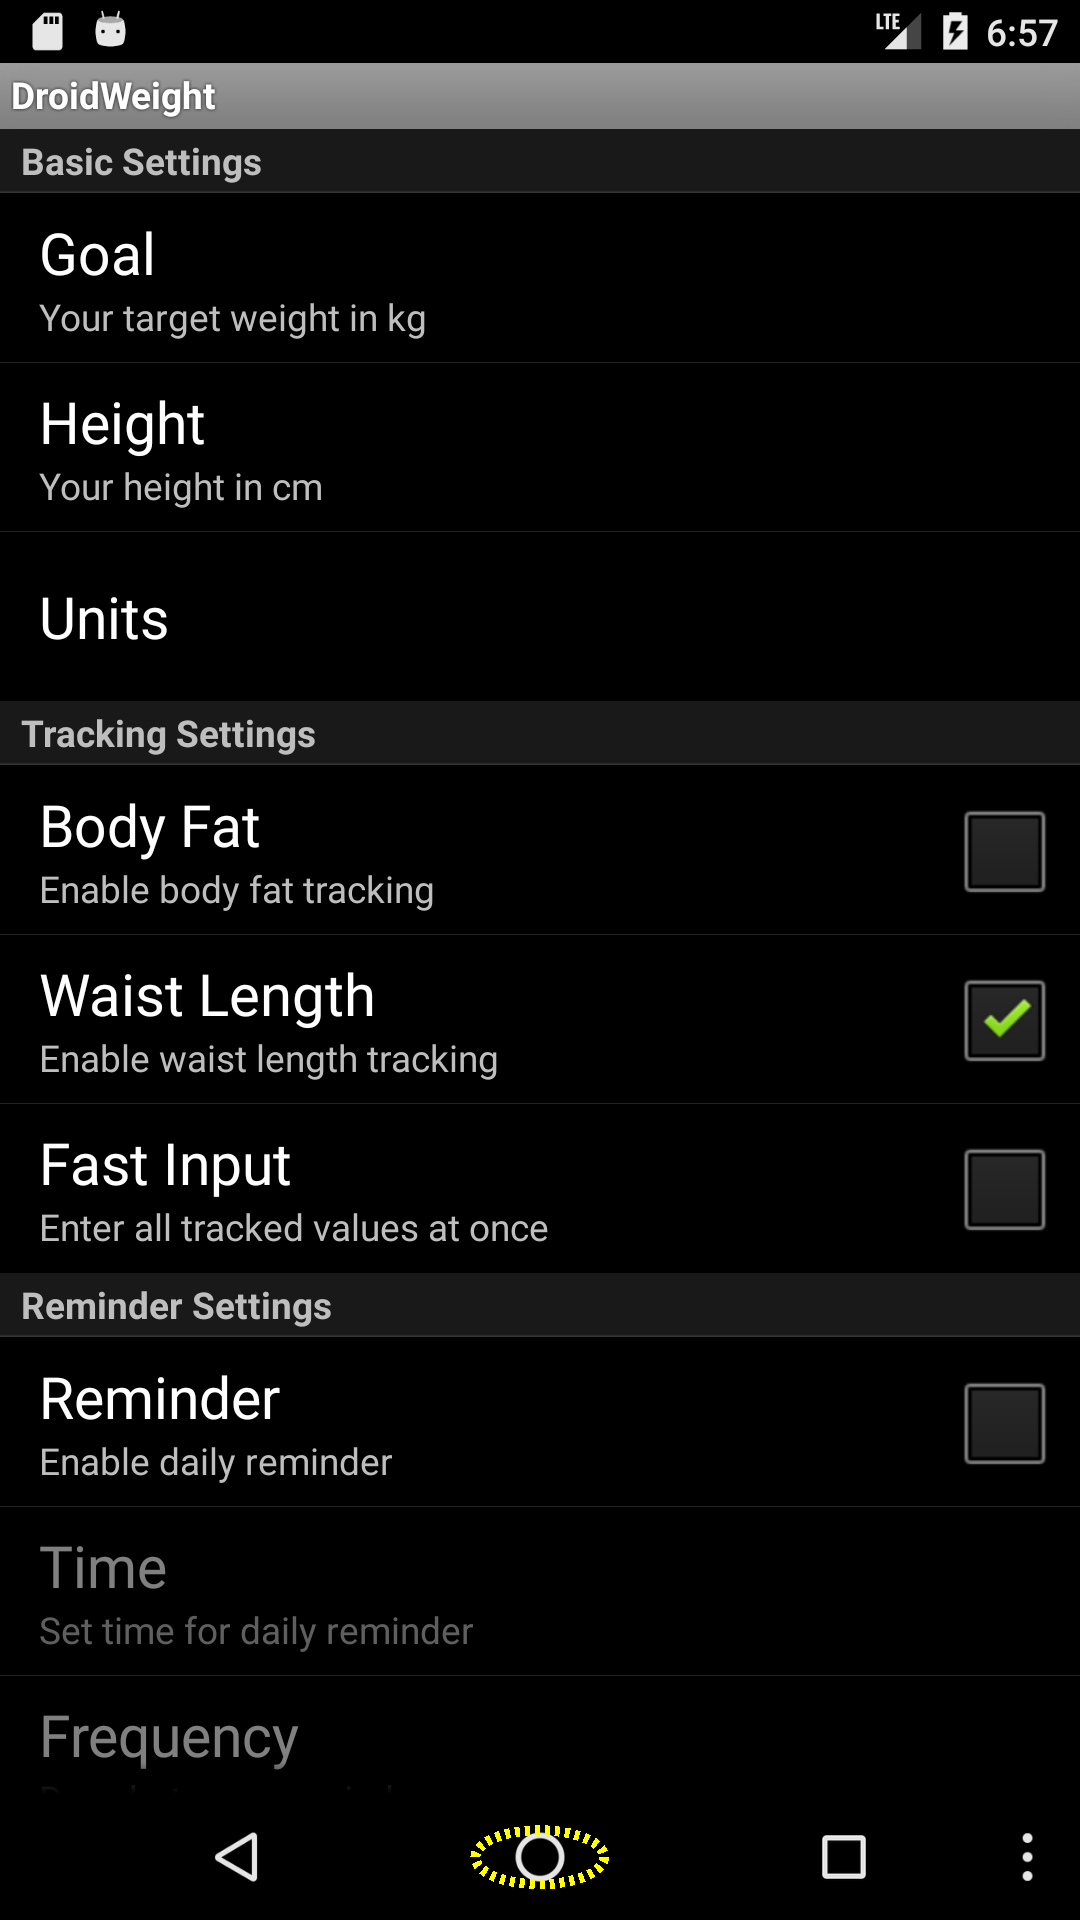 LTE 6:57
DroidWeight
Basic Settings
Goal
Your target weight in kg
Height
Your height in cm
Units
Tracking Settings
Body Fat
Enable body fat tracking
Waist Length
Enable waist length tracking
Fast Input
Enter all tracked values at once
Reminder Settings
Reminder
Enable daily reminder
Time
Set time for daily reminder
Frequency